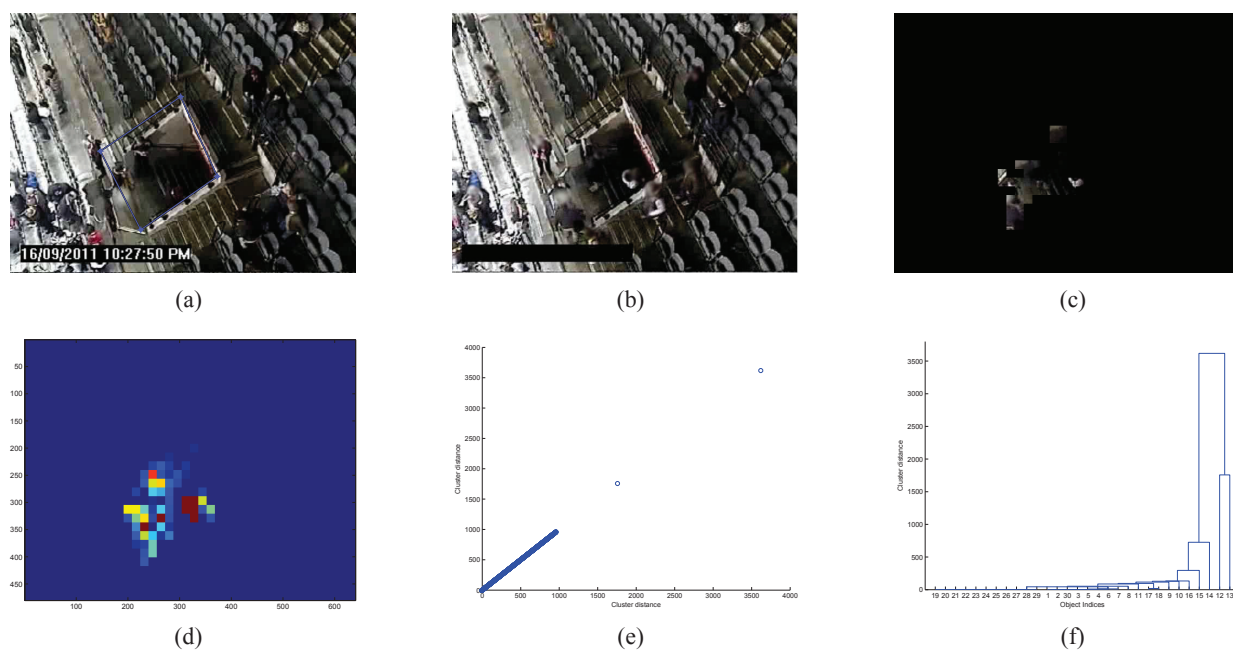 16/09/2011 10:27:50 PM
(a)
(b)
(c)
50
100
150
200
250
300
350
400
450
100 200 300 400 500 600
(d)
4000
3500
3000
2500
2000
1500
1000
500
0
Cluster distance
0 500 1000 1500 2000 2500 3000 3500 4000
Cluster distance
(e)
3500
3000
2500
2000
1500
1000
500
0
Cluster distance
19 20 21 22 23 24 25 26 27 28 29 1 2 30 3 5 4 6 7 8 11 17 18 9 10 16 15 14 12 13
Object Indices
(f)